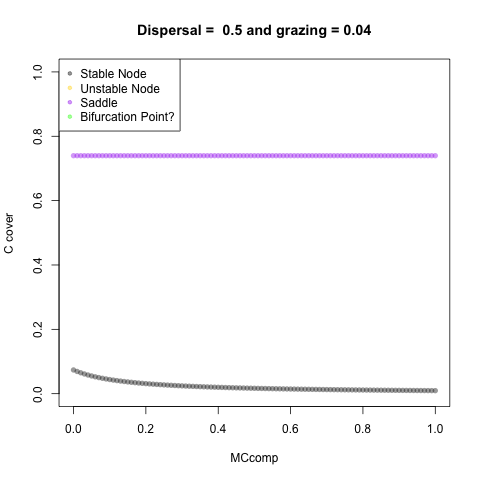 Dispersal =  0.5 and grazing = 0.04
Stable Node
Unstable Node
Saddle
Bifurcation Point?
C cover
1.0
0.8
0.6
0.4
0.2
0.0
0.0 0.2 0.4 0.6 0.8 1.0
MCcomp